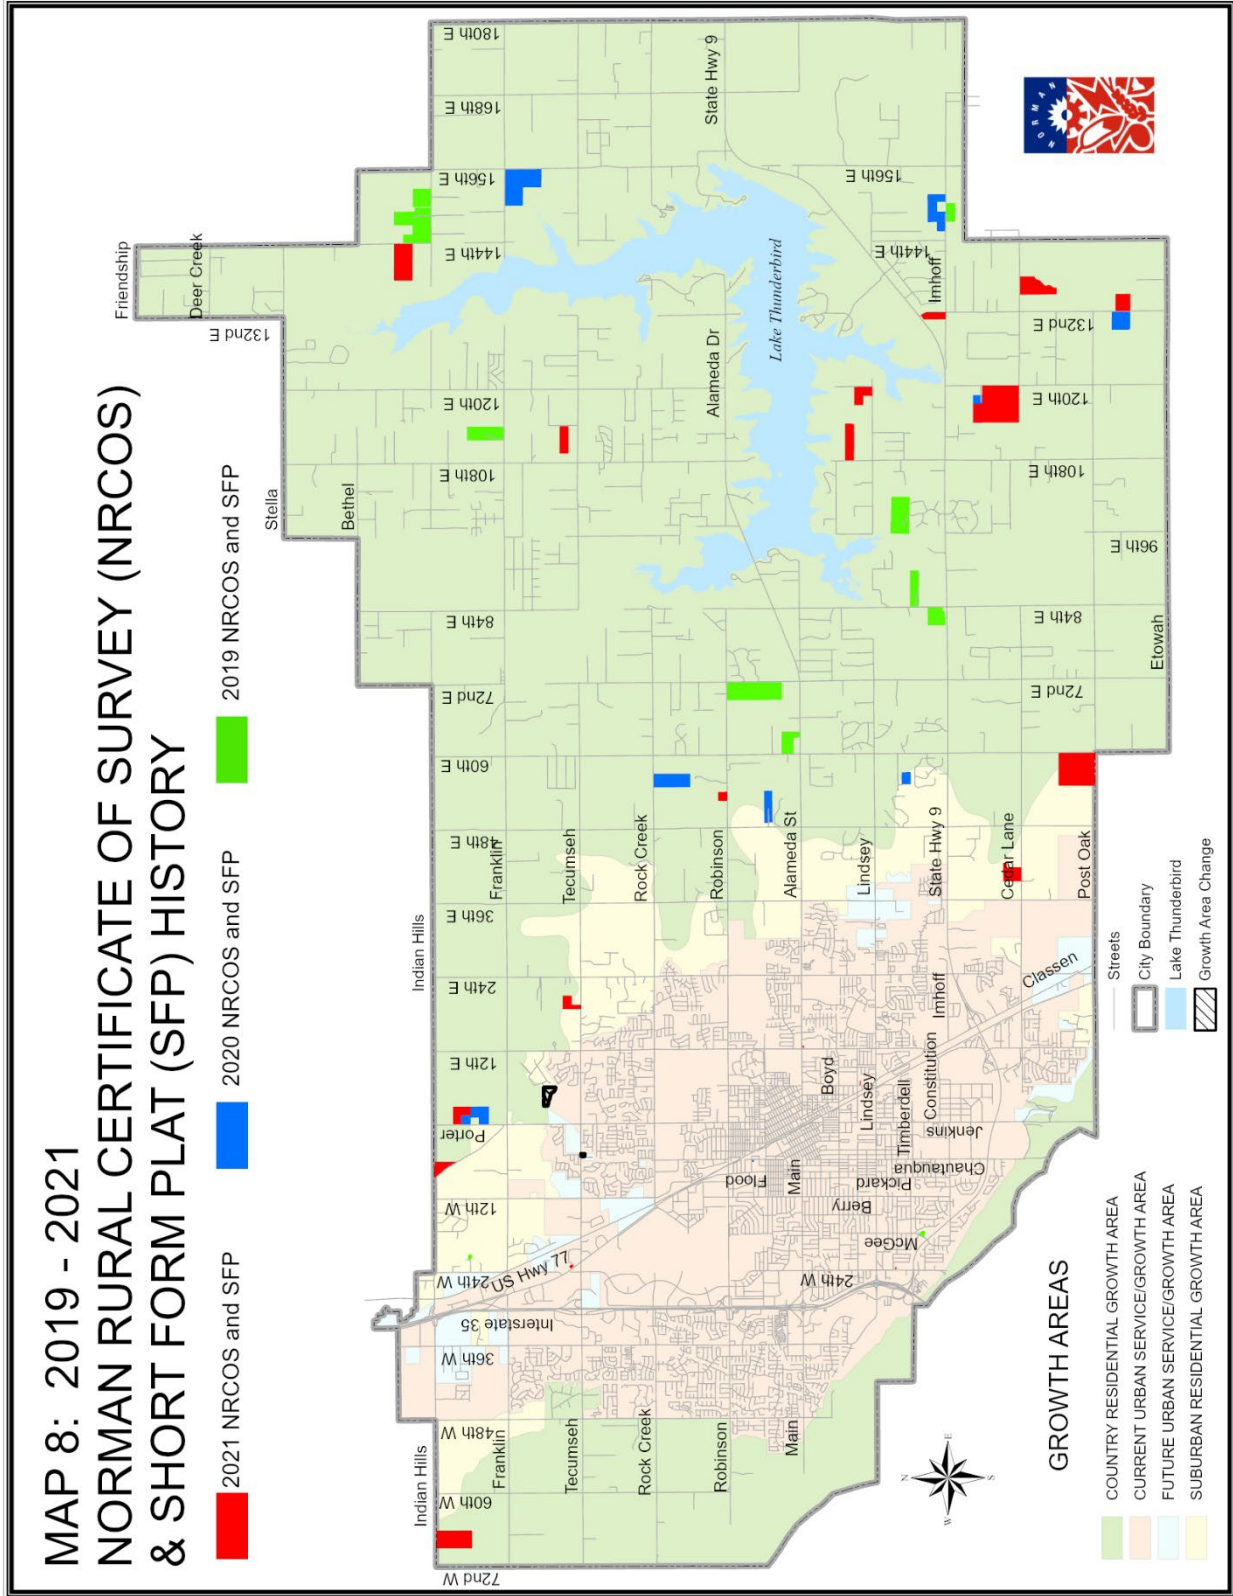 MAP 8: 2019 - 2021
NORMAN RURAL CERTIFICATE OF SURVEY (NRCOS)
& SHORT FORM PLAT (SFP) HISTORY
2021 NRCOS and SFP
2020 NRCOS and SFP
2019 NRCOS and SFP
Friendship
Deer Creek
Stella
Bethel
Indian Hills
Indian Hills
72nd W
60th W
48th W
36th W
Interstate 35
24th W
US Hwy 77
12th W
Porter
12th E
24th E
36th E
48th E
60th E
72nd E
84th E
108th E
120th E
132nd E
144th E
156th E
168th E
180th E
Franklin
Franklin
Tecumseh
Tecumseh
Rock Creek
Rock Creek
Robinson
Robinson
Alameda Dr
State Hwy 9
Lake Thunderbird
Main
Main
Flood
Alameda St
Boyd
Berry
Lindsey
Lindsey
24th W
McGee
Pickard
Chautauqua
Timberdell
Constitution
Jenkins
Imhoff
State Hwy 9
Classen
Cedar Lane
Post Oak
Etowah
72nd E
84th E
96th E
108th E
120th E
132nd E
144th E
156th E
Imhoff
NORMAN
N
E
S
W
GROWTH AREAS
COUNTRY RESIDENTIAL GROWTH AREA
CURRENT URBAN SERVICE/GROWTH AREA
FUTURE URBAN SERVICE/GROWTH AREA
SUBURBAN RESIDENTIAL GROWTH AREA
Streets
City Boundary
Lake Thunderbird
Growth Area Change